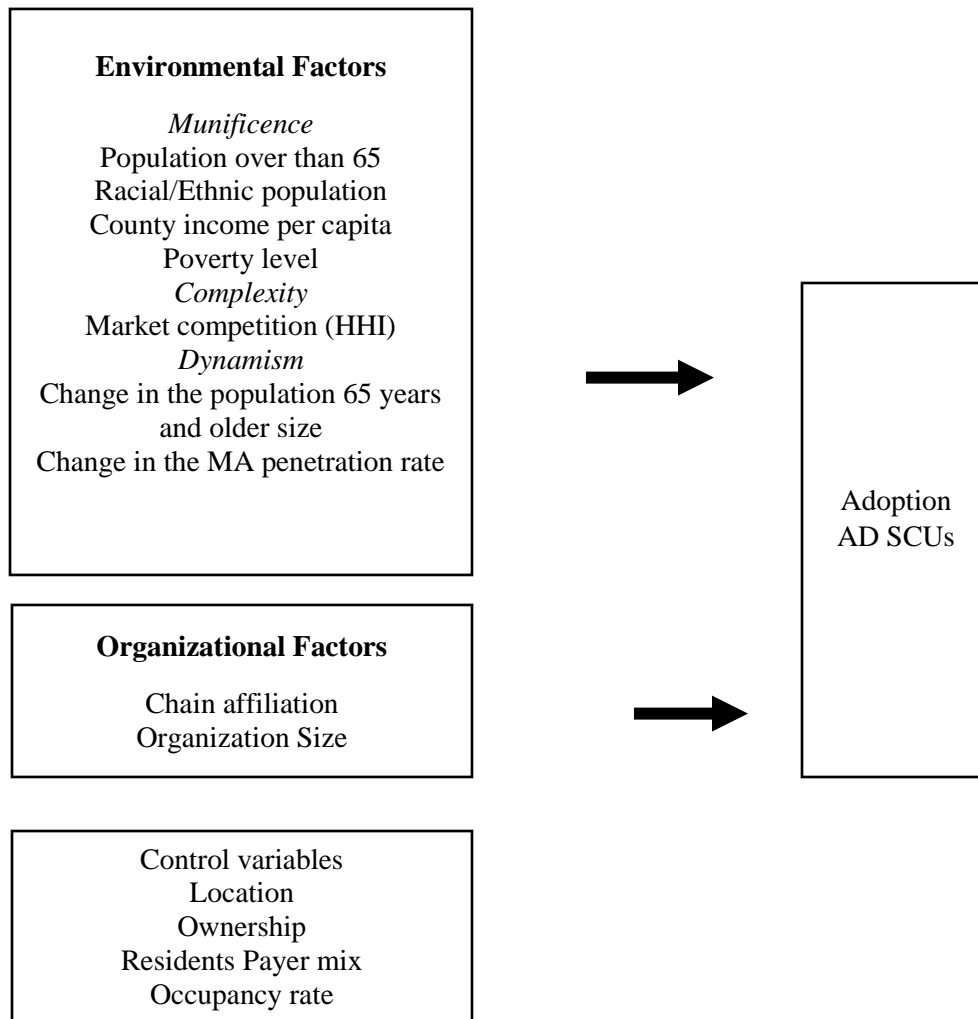 Environmental Factors
Munificence
Population over than 65
Racial/Ethnic population
County income per capita
Poverty level
Complexity
Market competition (HHI)
Dynamism
Change in the population 65 years
and older size
Change in the MA penetration rate
Adoption
AD SCUs
Organizational Factors
Chain affiliation
Organization Size
Control variables
Location
Ownership
Residents Payer mix
Occupancy rate